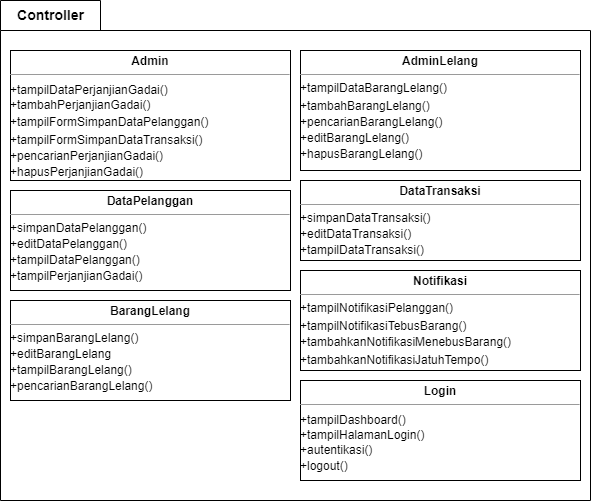 Controller
Admin
+tampilDataPerjanjianGadai()
+tambahPerjanjianGadai()
+tampilFormSimpanDataPelanggan()
+tampilFormSimpanDataTransaksi()
+pencarianPerjanjianGadai()
+hapusPerjanjianGadai()
DataPelanggan
+simpanDataPelanggan()
+editDataPelanggan()
+tampilDataPelanggan()
+tampilPerjanjianGadai()
BarangLelang
+simpanBarangLelang()
+editBarangLelang
+tampilBarangLelang()
+pencarianBarangLelang()
AdminLelang
+tampilDataBarangLelang()
+tambahBarangLelang()
+pencarianBarangLelang()
+editBarangLelang()
+hapusBarangLelang()
DataTransaksi
+simpanDataTransaksi()
+editDataTransaksi()
+tampilDataTransaksi()
Notifikasi
+tampilNotifikasiPelanggan()
+tampilNotifikasiTebusBarang()
+tambahkanNotifikasiMenebusBarang()
+tambahkanNotifikasiJatuhTempo()
Login
+tampilDashboard()
+tampilHalamanLogin()
+autentikasi()
+logout()